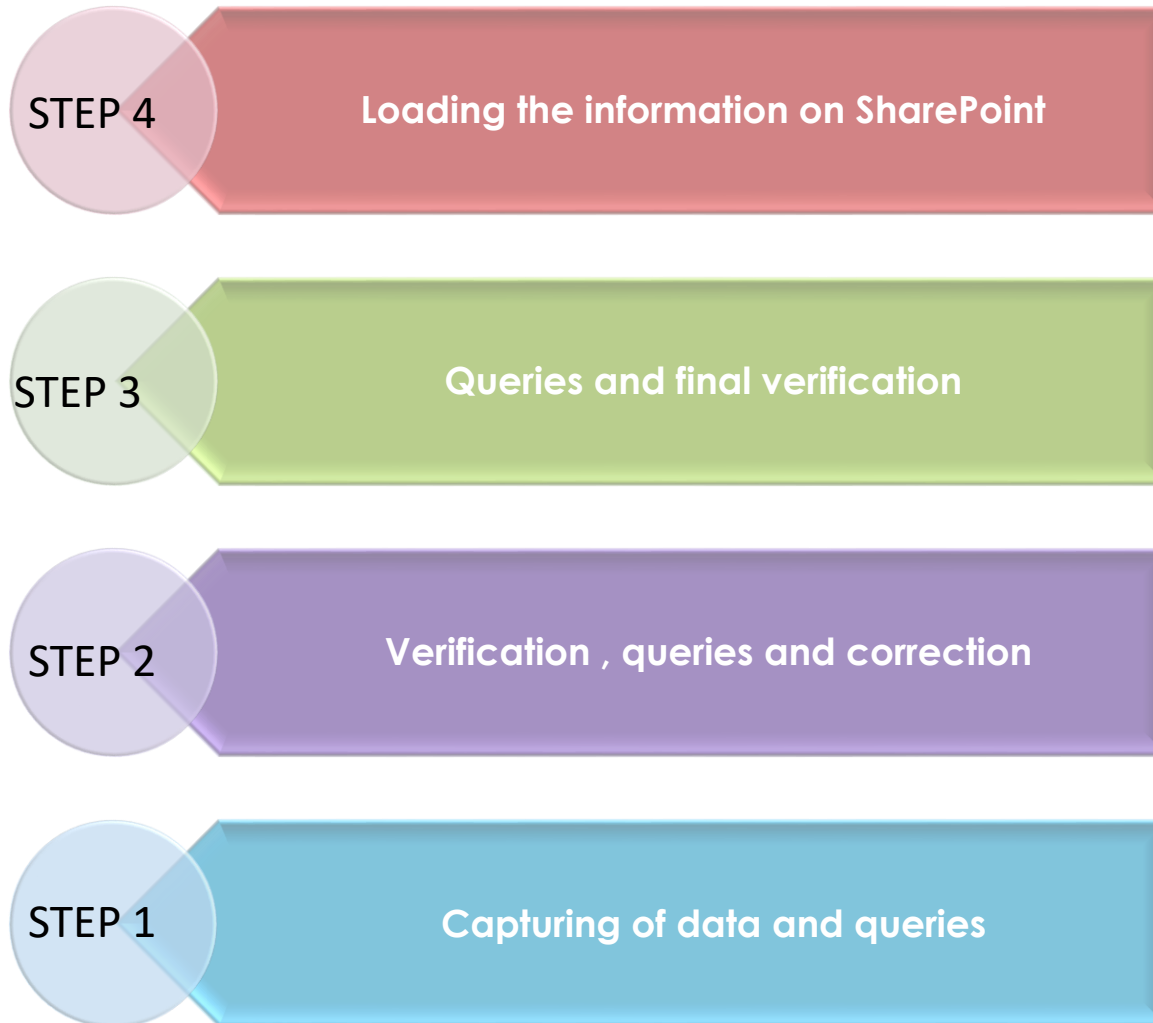 STEP 4
Loading the information on SharePoint
STEP 3
Queries and final verification
STEP 2
Verification , queries and correction
STEP 1
Capturing of data and queries